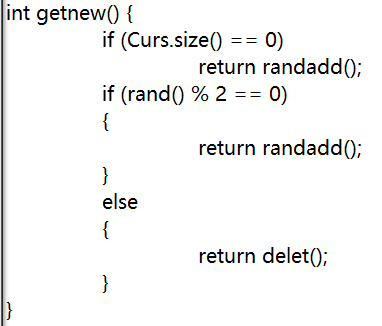 int getnew() {
if (Curs.size() == 0)
return randadd();
if (rand() % 2 == 0)
{
return randadd();
}
else
{
return delet();
}
}